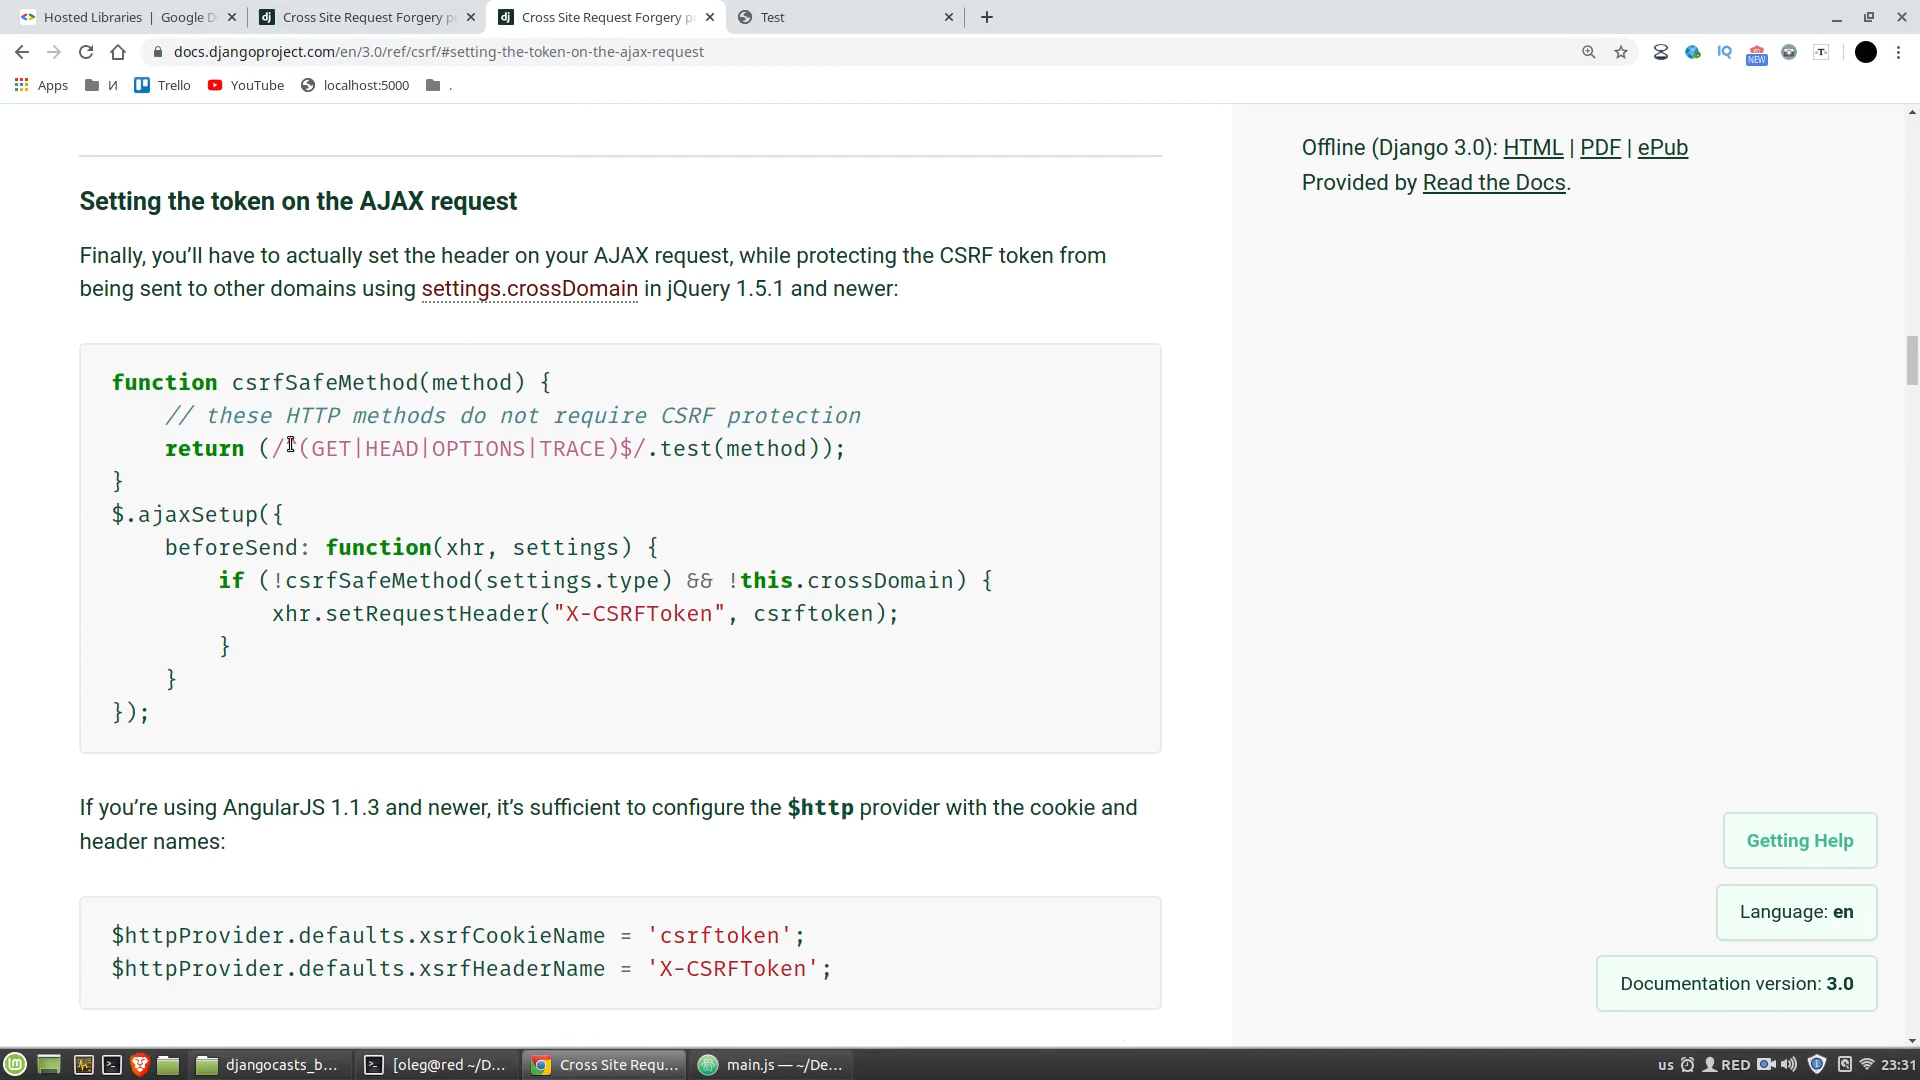 Hosted Libraries | Google D
Cross Site Request Forgery p
Cross Site Request Forgery p
Test
docs.djangoproject.com/en/3.0/ref/csrf/#setting-the-token-on-the-ajax-request
IQ
NEW
-T-
Apps
И
Trello
YouTube
localhost:5000
.
Offline (Django 3.0): HTML | PDF | ePub
Provided by Read the Docs.
Setting the token on the AJAX request
Finally, you’ll have to actually set the header on your AJAX request, while protecting the CSRF token from
being sent to other domains using settings.crossDomain in jQuery 1.5.1 and newer:
function csrfSafeMethod(method) {
// these HTTP methods do not require CSRF protection
return (/^(GET|HEAD|OPTIONS|TRACE)$/.test(method));
}
$.ajaxSetup({
beforeSend: function(xhr, settings) {
if (!csrfSafeMethod(settings.type) && !this.crossDomain) {
xhr.setRequestHeader("X-CSRFToken", csrftoken);
}
}
});
If you’re using AngularJS 1.1.3 and newer, it’s sufficient to configure the $http provider with the cookie and
header names:
$httpProvider.defaults.xsrfCookieName = 'csrftoken';
$httpProvider.defaults.xsrfHeaderName = 'X-CSRFToken';
Getting Help
Language: en
Documentation version: 3.0
djangocasts_b...
[oleg@red ~/D...
Cross Site Requ...
main.js — ~/De...
us
RED
23:31